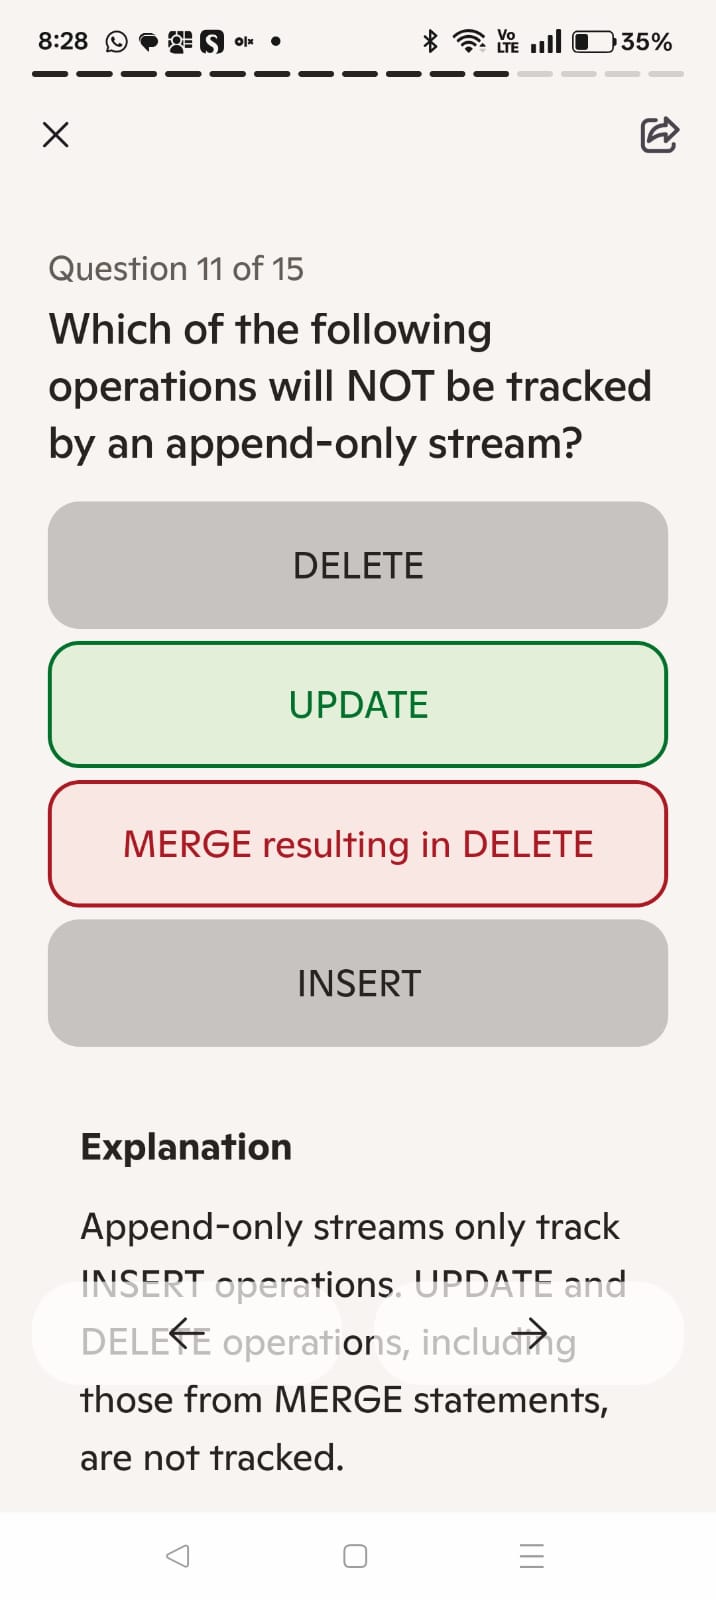 8:28
S
olx
Vo
LTE
35%
Question 11 of 15
Which of the following
operations will NOT be tracked
by an append-only stream?
DELETE
UPDATE
MERGE resulting in DELETE
INSERT
Explanation
Append-only streams only track
INSERT operations. UPDATE and
DELETE operations, including
those from MERGE statements,
are not tracked.